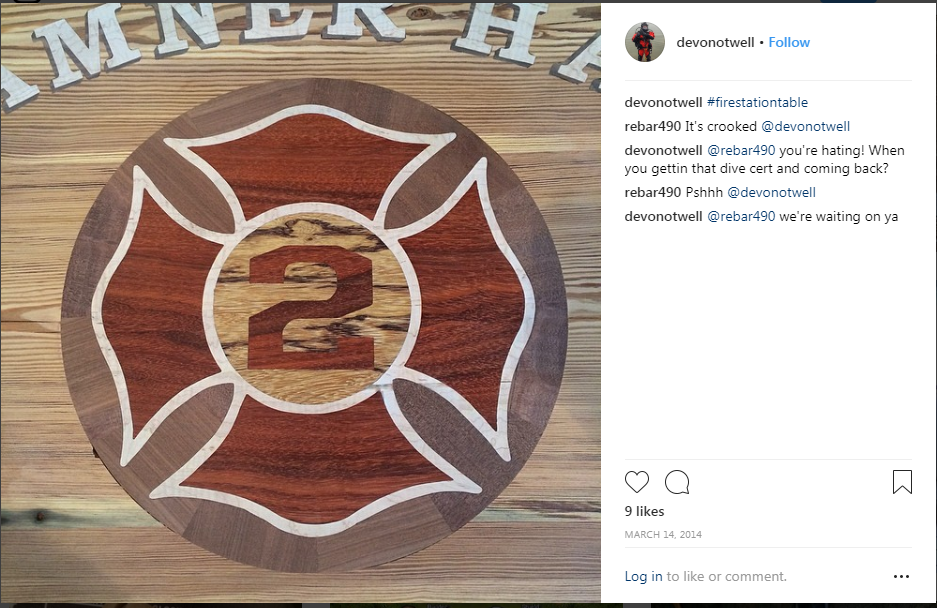 AMNER HA
2
devonotwell • Follow
devonotwell #firestationtable
rebar490 It's crooked @devonotwell
devonotwell @rebar490 you're hating! When
you gettin that dive cert and coming back?
rebar490 Pshhh @devonotwell
devonotwell @rebar490 we're waiting on ya
9 likes
MARCH 14, 2014
Log in to like or comment.